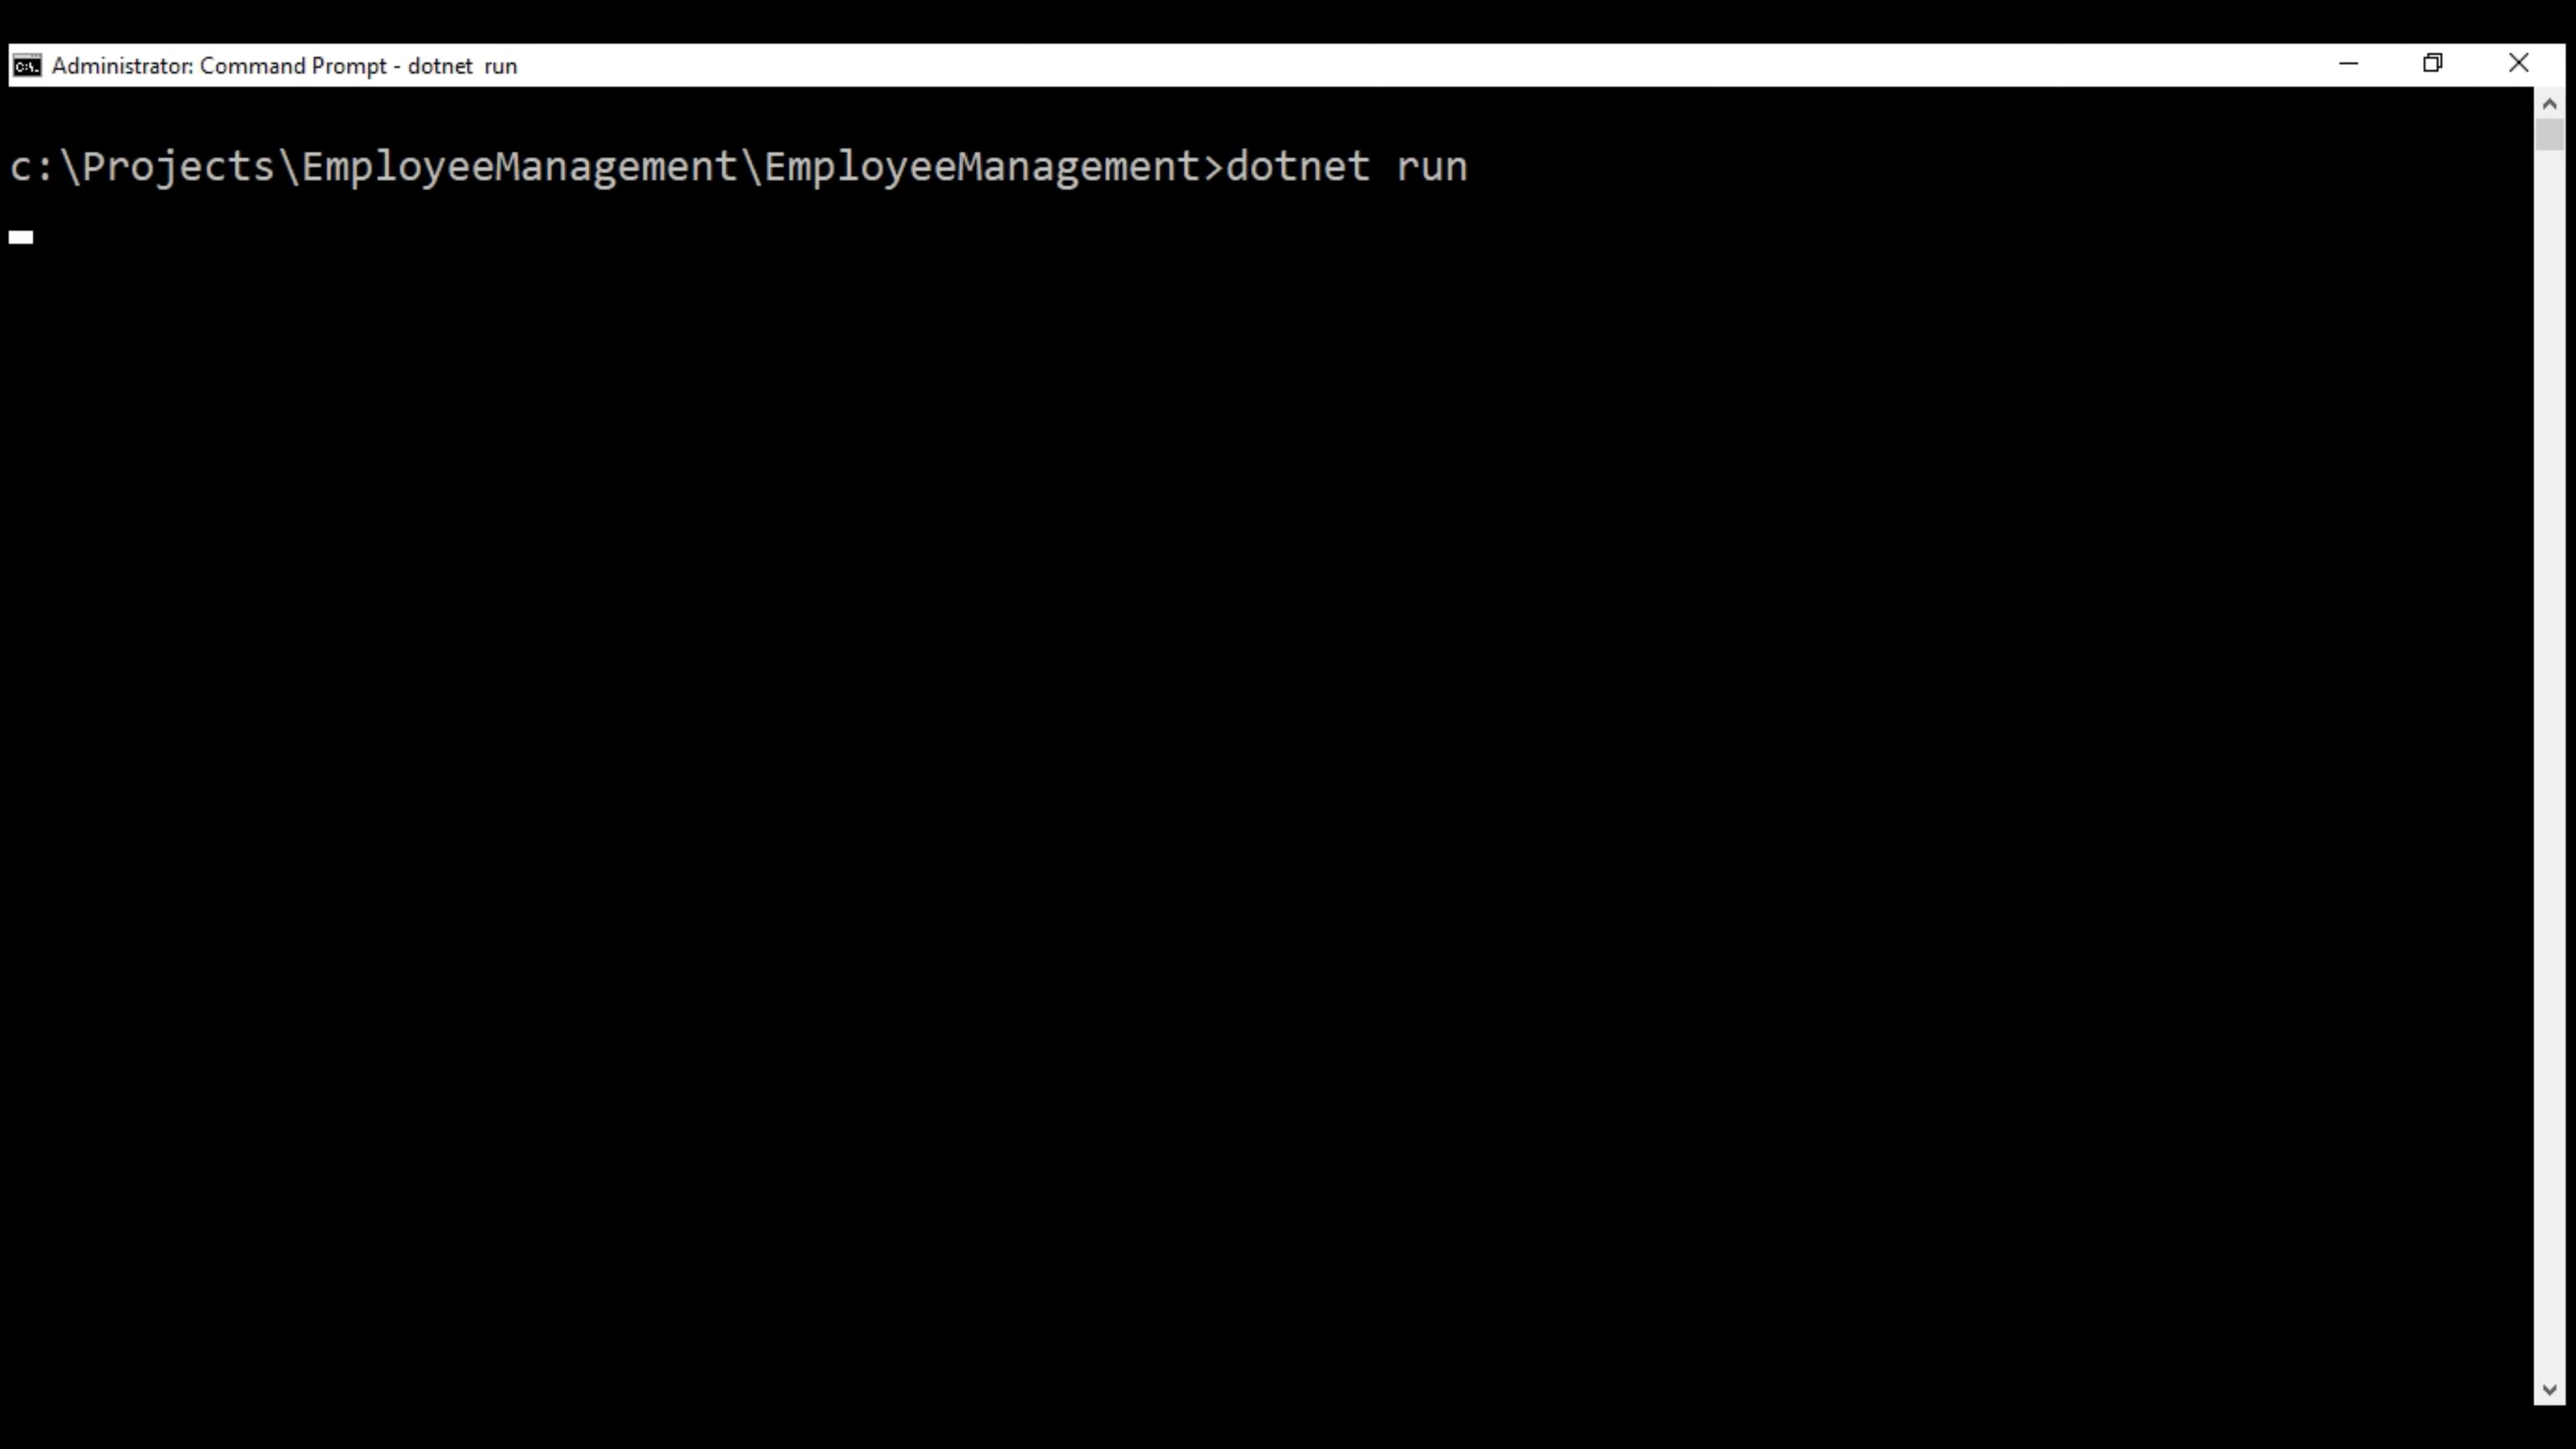 Administrator: Command Prompt - dotnet  run
c:\Projects\EmployeeManagement\EmployeeManagement>dotnet run